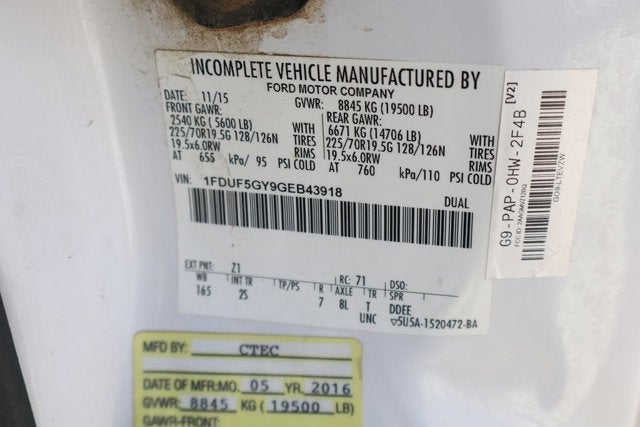 INCOMPLETE VEHICLE MANUFACTURED BY
FORD MOTOR COMPANY
DATE: 11/15 GVWR: 8845 KG (19500 LB)
FRONT GAWR: REAR GAWR:
2540 KG (5600 LB) WITH 6671 KG (14706 LB) WITH
225/70R19.5G 128/126N TIRES 225/70R19.5G 128/126N TIRES
19.5x6.0RW RIMS 19.5x6.0RW RIMS
AT 655 kPa/ 95 PSI COLD AT 760 kPa/110 PSI COLD
VIN: 1FDUF5GY9GEB43918 DUAL
EXT PNT: Z1 RC: 71 DSO:
WB INT TR TP/PS R AXLE TR SPR
165 2S 7 BL T DDEE
UNC ▽5U5A-1520472-BA
[V2]
G9-PAP-0HW-2F4B
MFD BY: CTEC
DATE OF MFR:MO. 05 YR. 2016
GVWR: 8845 KG (19500 LB)
GAWR-FRONT: